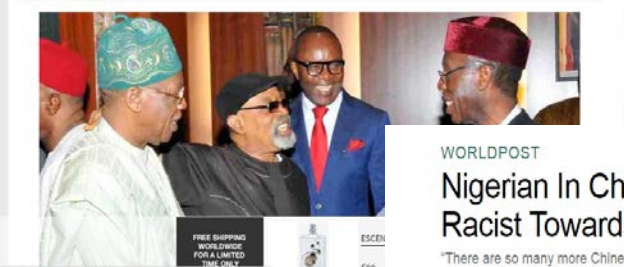 FREE SHIPPING
WORLDWIDE
FOR A LIMITED
TIME ONLY
WORLDPOST
Nigerian In Ch
Racist Toward
"There are so many more Chine